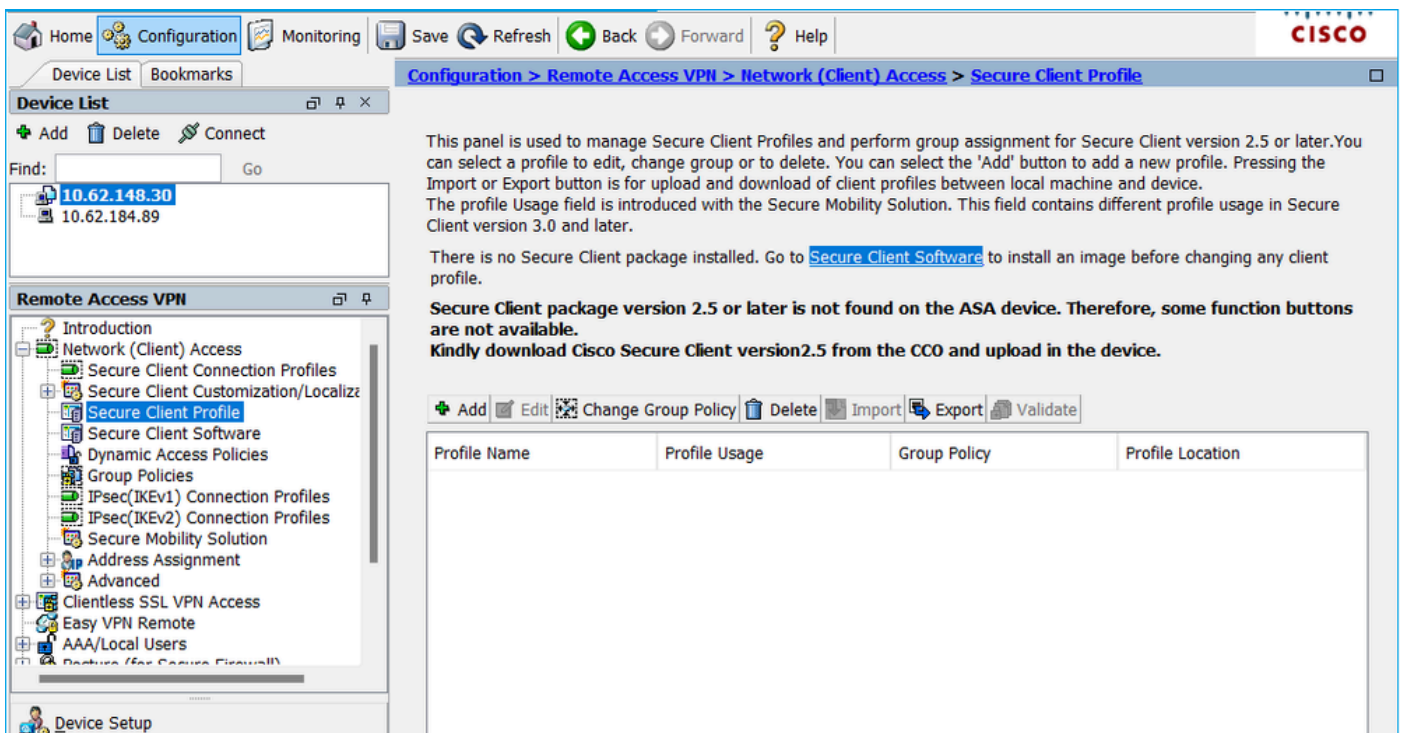 Home Configuration Monitoring Save Refresh Back Forward Help
CISCO
Device List Bookmarks
Configuration > Remote Access VPN > Network (Client) Access > Secure Client Profile
Device List
Add Delete Connect
Find: Go
10.62.148.30
10.62.184.89
Remote Access VPN
Introduction
Network (Client) Access
Secure Client Connection Profiles
Secure Client Customization/Localiza
Secure Client Profile
Secure Client Software
Dynamic Access Policies
Group Policies
IPsec(IKEv1) Connection Profiles
IPsec(IKEv2) Connection Profiles
Secure Mobility Solution
Address Assignment
Advanced
Clientless SSL VPN Access
Easy VPN Remote
AAA/Local Users
Posture (for Secure Firewall)
Device Setup
This panel is used to manage Secure Client Profiles and perform group assignment for Secure Client version 2.5 or later.You
can select a profile to edit, change group or to delete. You can select the 'Add' button to add a new profile. Pressing the
Import or Export button is for upload and download of client profiles between local machine and device.
The profile Usage field is introduced with the Secure Mobility Solution. This field contains different profile usage in Secure
Client version 3.0 and later.
There is no Secure Client package installed. Go to Secure Client Software to install an image before changing any client
profile.
Secure Client package version 2.5 or later is not found on the ASA device. Therefore, some function buttons
are not available.
Kindly download Cisco Secure Client version2.5 from the CCO and upload in the device.
Add Edit Change Group Policy Delete Import Export Validate
Profile Name Profile Usage Group Policy Profile Location